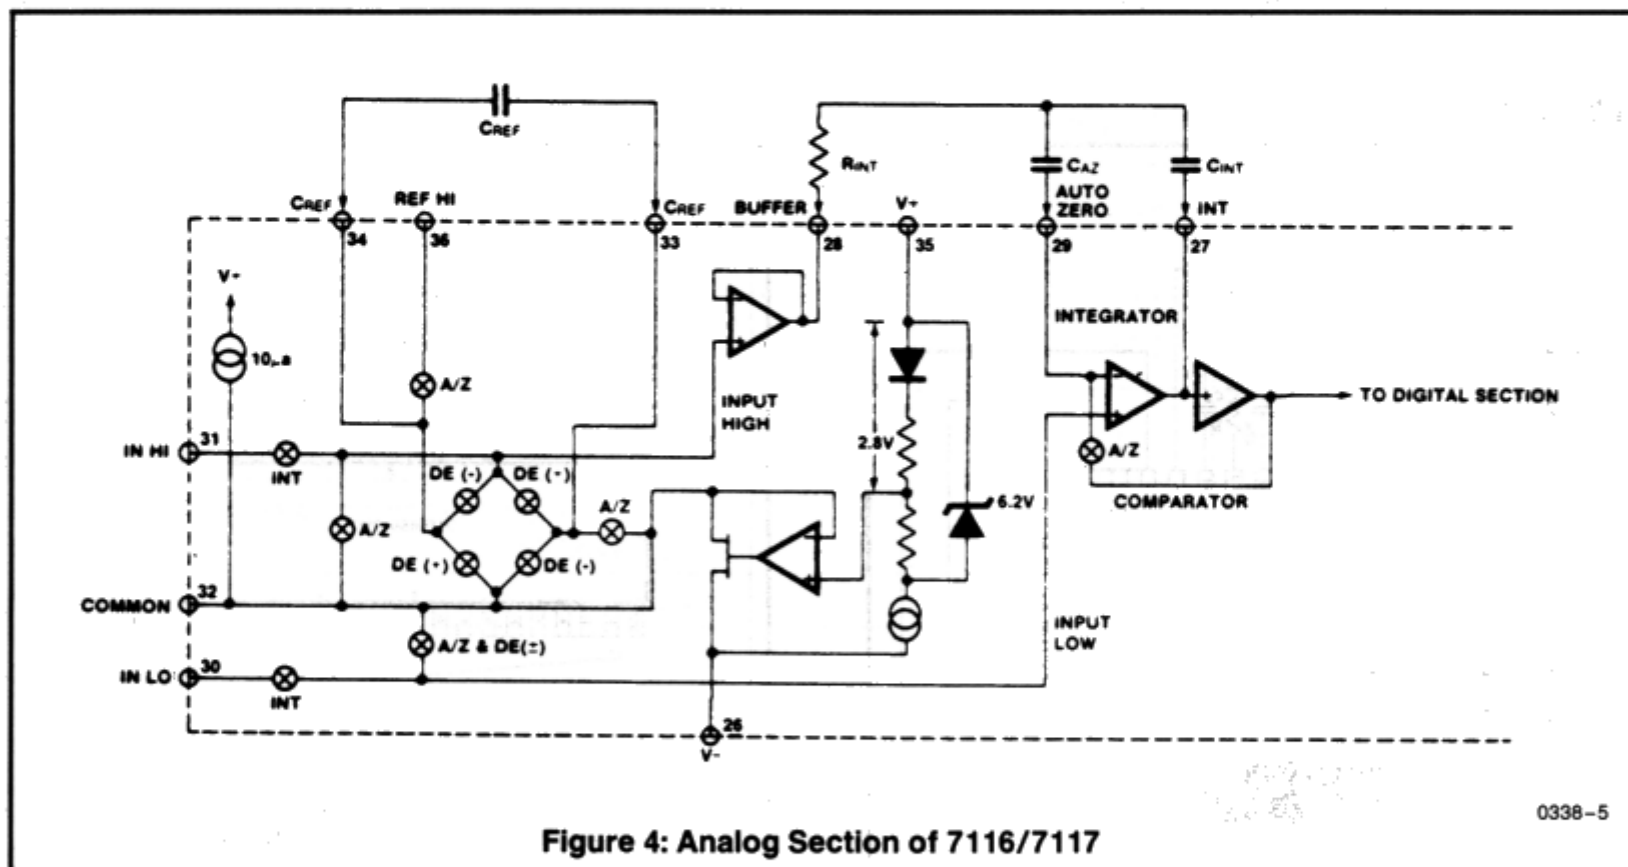 CREF
RINT
CAZ
CINT
CREF
REF HI
CREF
BUFFER
V+
AUTO
ZERO
INT
34
36
33
28
35
29
27
V+
10µa
A/Z
INPUT
HIGH
INTEGRATOR
TO DIGITAL SECTION
2.8V
A/Z
COMPARATOR
6.2V
IN HI
31
INT
DE (-)
DE (+)
A/Z
A/Z
DE (+)
DE (-)
32
COMMON
A/Z & DE(±)
INPUT
LOW
30
IN LO
INT
26
V-
0338-5
Figure 4: Analog Section of 7116/7117